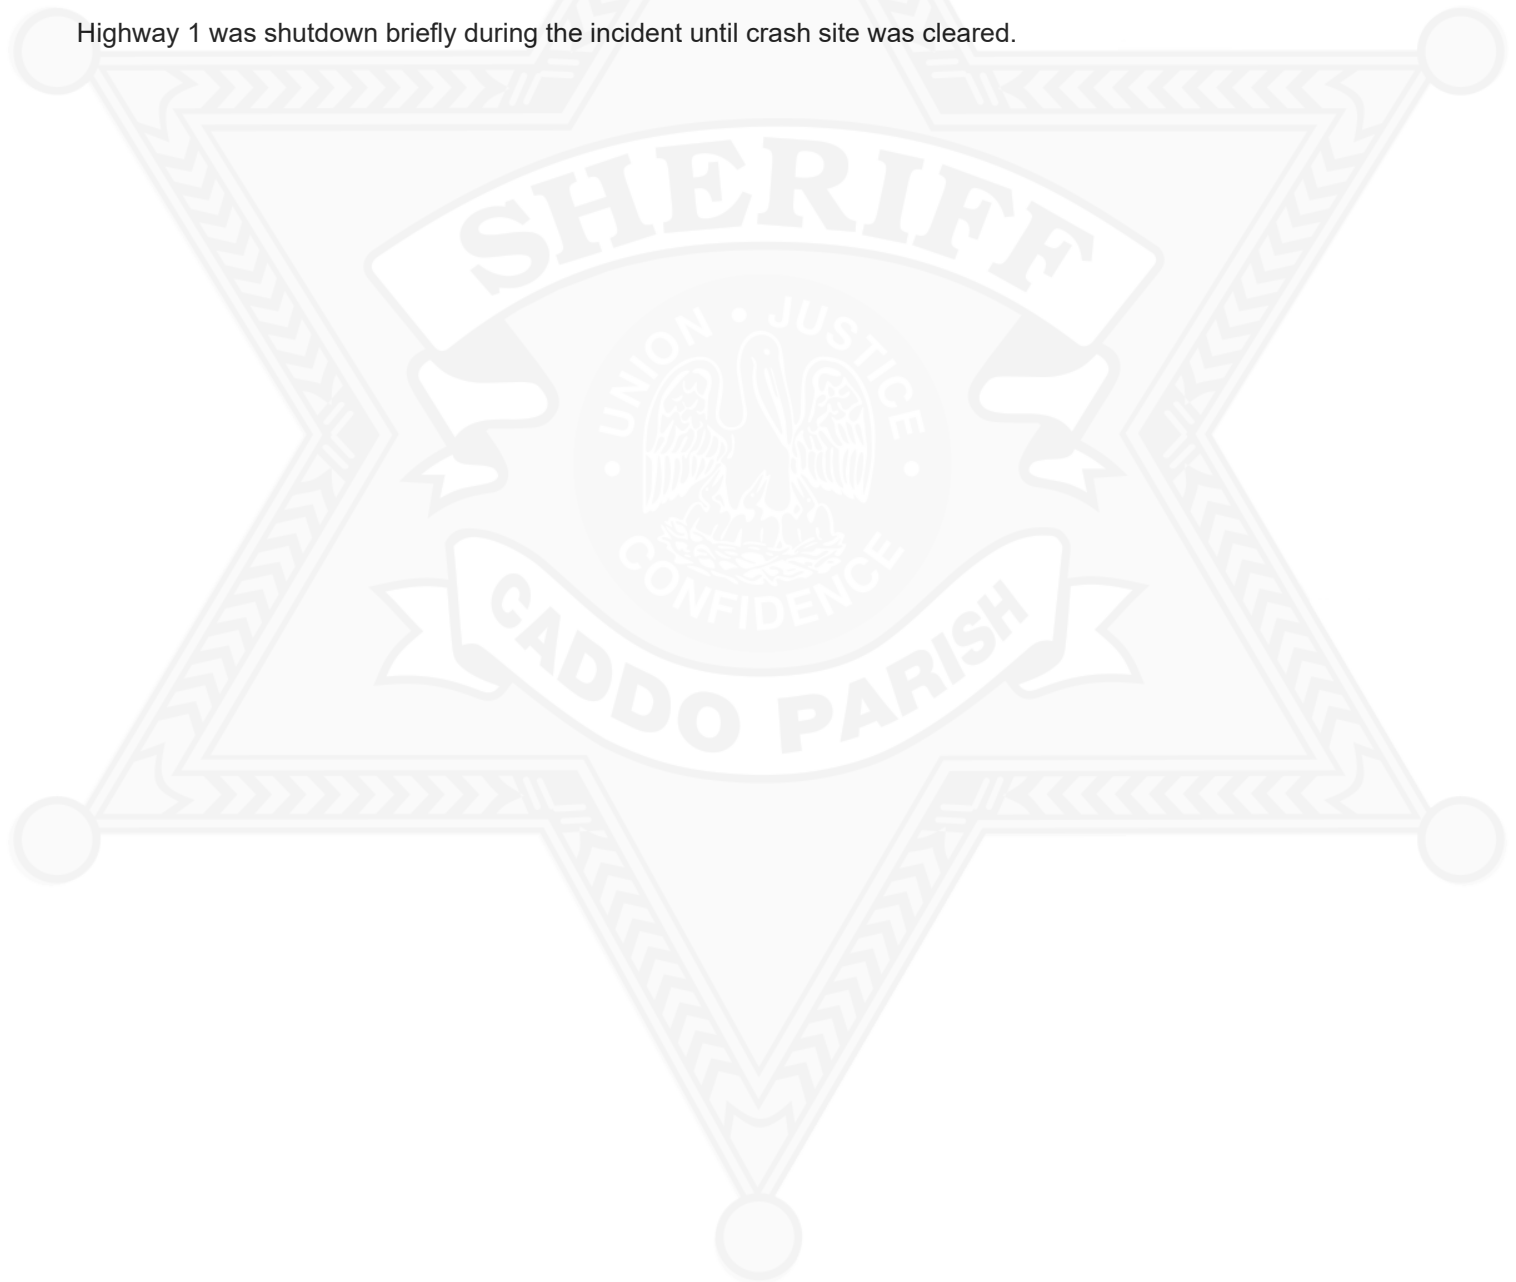 Highway 1 was shutdown briefly during the incident until crash site was cleared.
SHERIFF
UNION • JUSTICE
• CONFIDENCE •
CADDO PARISH